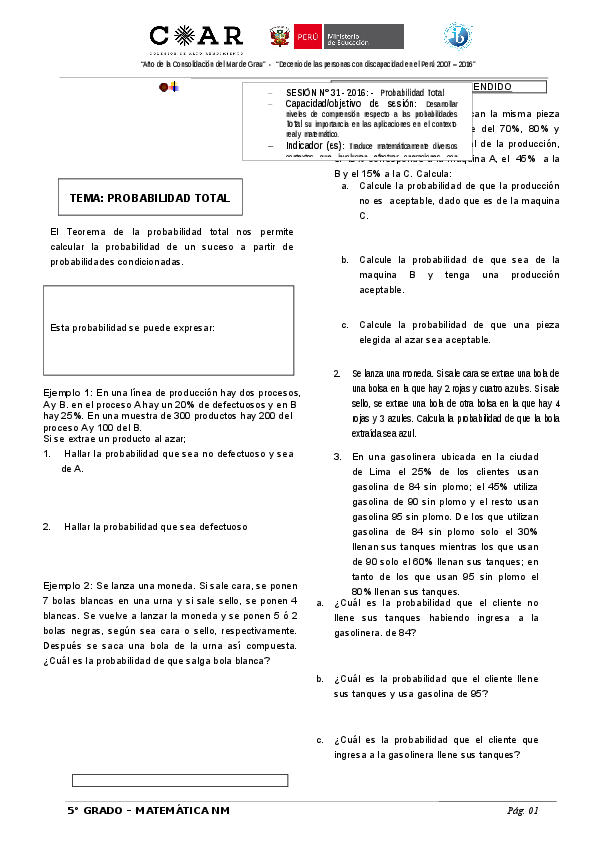 COAR
COLEGIOS DE ALTO RENDIMIENTO
PERÚ
Ministerio
de Educación
"Año de la Consolidación del Mar de Grau" - "Decenio de las personas con discapacidad en el Perú 2007 – 2016"
– SESIÓN N° 31- 2016: - Probabilidad Total
– Capacidad/objetivo de sesión: Desarrollar
niveles de comprensión respecto a las probabilidades
Total su importancia en las aplicaciones en el contexto
real y matemático.
– Indicador (es): Traduce matemáticamente diversos
TEMA: PROBABILIDAD TOTAL
El Teorema de la probabilidad total nos permite
calcular la probabilidad de un suceso a partir de
probabilidades condicionadas.
Esta probabilidad se puede expresar:
Ejemplo 1: En una línea de producción hay dos procesos,
A y B. en el proceso A hay un 20% de defectuosos y en B
hay 25%. En una muestra de 300 productos hay 200 del
proceso A y 100 del B.
Si se extrae un producto al azar;
1. Hallar la probabilidad que sea no defectuoso y sea
de A.
2. Hallar la probabilidad que sea defectuoso
Ejemplo 2: Se lanza una moneda. Si sale cara, se ponen
7 bolas blancas en una urna y si sale sello, se ponen 4
blancas. Se vuelve a lanzar la moneda y se ponen 5 ó 2
bolas negras, según sea cara o sello, respectivamente.
Después se saca una bola de la urna así compuesta.
¿Cuál es la probabilidad de que salga bola blanca?
ENDIDO
can la misma pieza
del 70%, 80% y
de la producción,
A, el 45% a la
B y el 15% a la C. Calcula:
a. Calcule la probabilidad de que la producción
no es aceptable, dado que es de la maquina
C.
b. Calcule la probabilidad de que sea de la
maquina B y tenga una producción
aceptable.
c. Calcule la probabilidad de que una pieza
elegida al azar sea aceptable.
2. Se lanza una moneda. Si sale cara se extrae una bola de
una bolsa en la que hay 2 rojas y cuatro azules. Si sale
sello, se extrae una bola de otra bolsa en la que hay 4
rojas y 3 azules. Calcula la probabilidad de que la bola
extraída sea azul.
3. En una gasolinera ubicada en la ciudad
de Lima el 25% de los clientes usan
gasolina de 84 sin plomo; el 45% utiliza
gasolina de 90 sin plomo y el resto usan
gasolina 95 sin plomo. De los que utilizan
gasolina de 84 sin plomo solo el 30%
llenan sus tanques mientras los que usan
de 90 solo el 60% llenan sus tanques; en
tanto de los que usan 95 sin plomo el
80% llenan sus tanques.
a. ¿Cuál es la probabilidad que el cliente no
llene sus tanques habiendo ingresa a la
gasolinera. de 84?
b. ¿Cuál es la probabilidad que el cliente llene
sus tanques y usa gasolina de 95?
c. ¿Cuál es la probabilidad que el cliente que
ingresa a la gasolinera llene sus tanques?
5° GRADO – MATEMÁTICA NM
Pág. 01